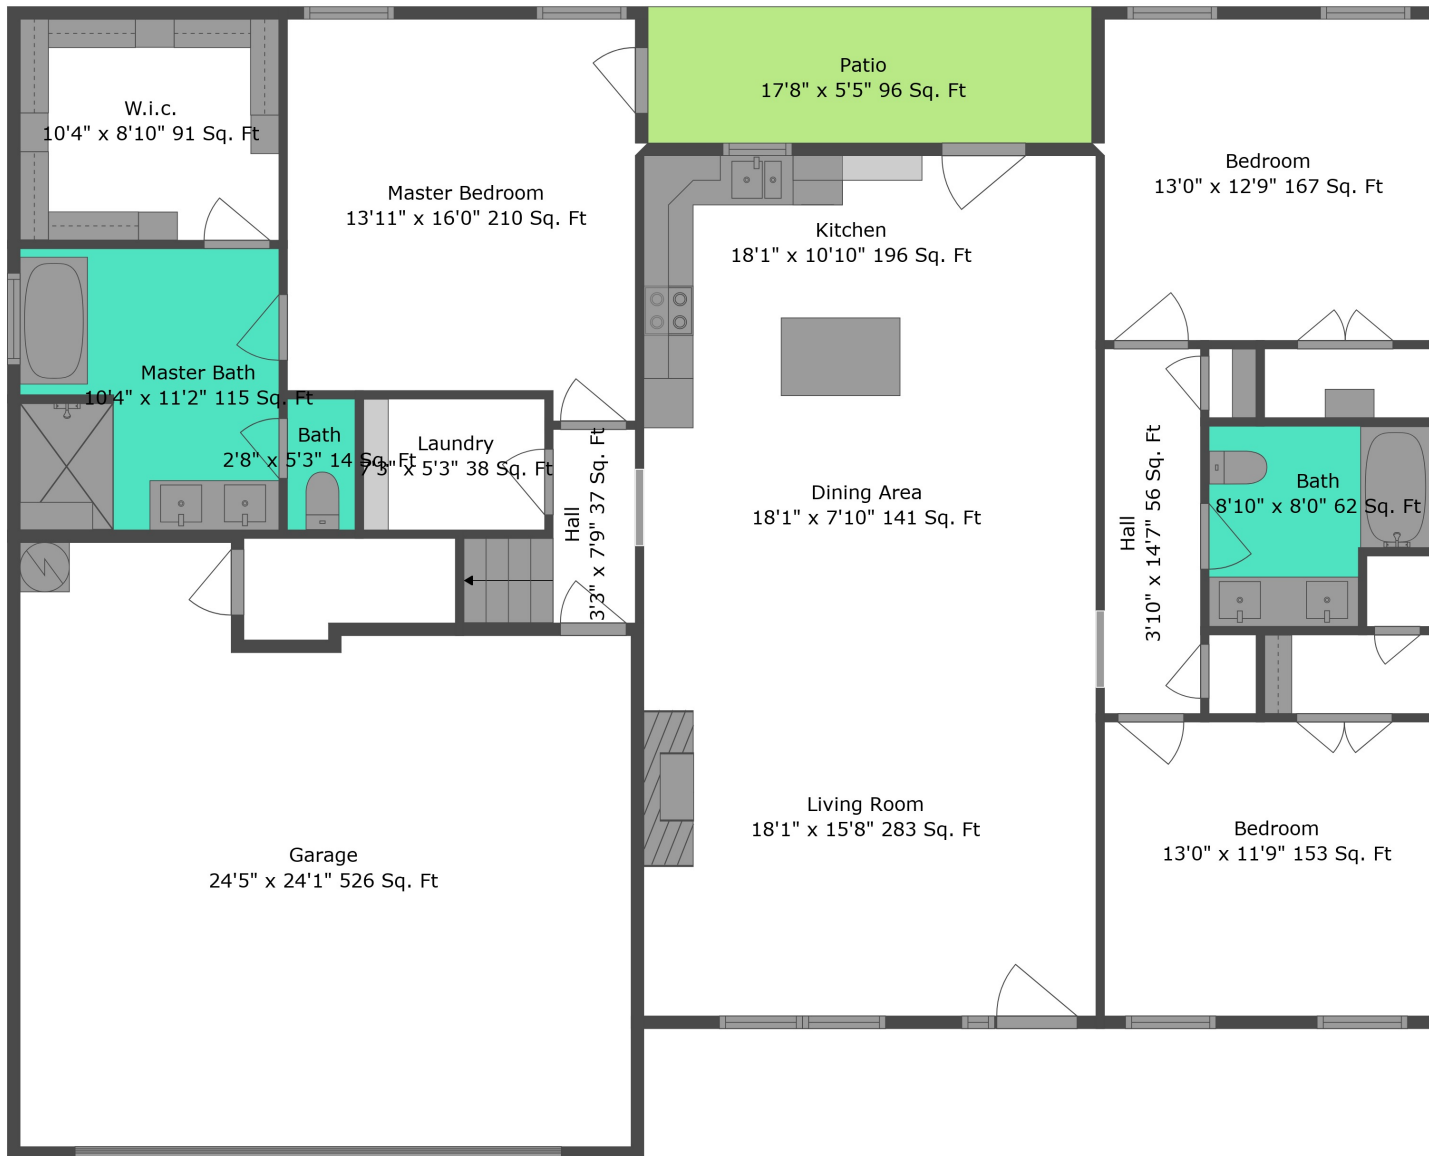 Patio
17'8" x 5'5" 96 Sq. Ft
W.i.c.
10'4" x 8'10" 91 Sq. Ft
Master Bedroom
13'11" x 16'0" 210 Sq. Ft
Kitchen
18'1" x 10'10" 196 Sq. Ft
Bedroom
13'0" x 12'9" 167 Sq. Ft
Master Bath
10'4" x 11'2" 115 Sq. Ft
Bath
2'8" x 5'3" 14 Sq. Ft
Laundry
7'3" x 5'3" 38 Sq. Ft
Hall
3'3" x 7'9" 37 Sq. Ft
Dining Area
18'1" x 7'10" 141 Sq. Ft
Hall
3'10" x 14'7" 56 Sq. Ft
Bath
8'10" x 8'0" 62 Sq. Ft
Living Room
18'1" x 15'8" 283 Sq. Ft
Bedroom
13'0" x 11'9" 153 Sq. Ft
Garage
24'5" x 24'1" 526 Sq. Ft